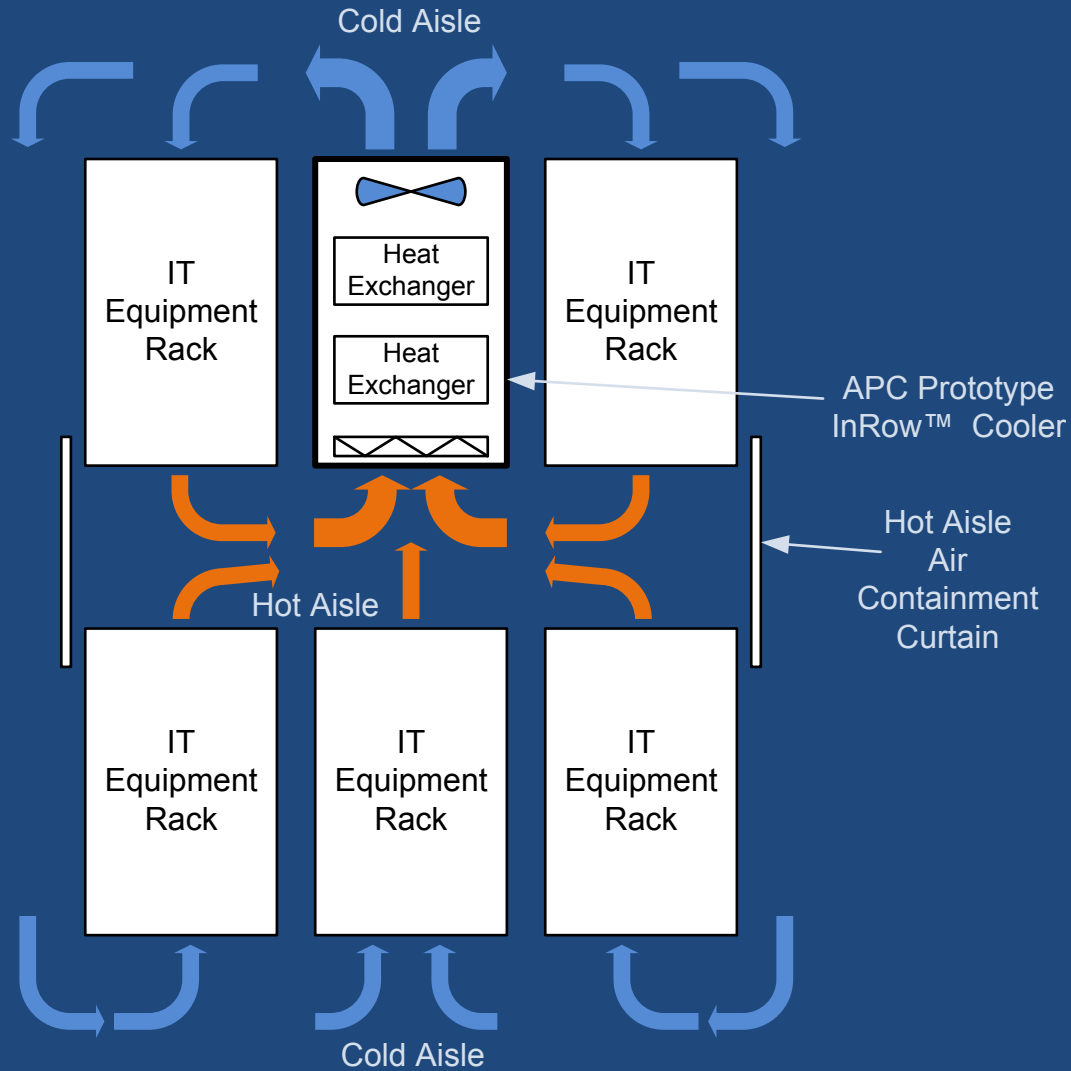 Cold Aisle
IT
Equipment
Rack
Heat
Exchanger
Heat
Exchanger
IT
Equipment
Rack
APC Prototype
InRow™ Cooler
Hot Aisle
Air
Containment
Curtain
Hot Aisle
IT
Equipment
Rack
IT
Equipment
Rack
IT
Equipment
Rack
Cold Aisle